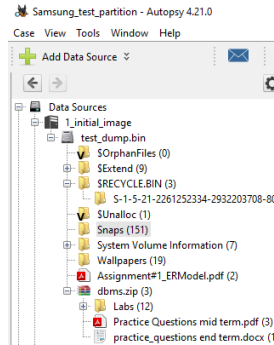 Samsung_test_partition - Autopsy 4.21.0
Case View Tools Window Help
Add Data Source
Data Sources
1_initial_image
test_dump.bin
$OrphanFiles (0)
$Extend (9)
$RECYCLE.BIN (3)
S-1-5-21-2261252334-2932203708-80
$Unalloc (1)
Snaps (151)
System Volume Information (7)
Wallpapers (19)
Assignment#1_ERModel.pdf (2)
dbms.zip (3)
Labs (12)
Practice Questions mid term.pdf (3)
practice_questions end term.docx (1